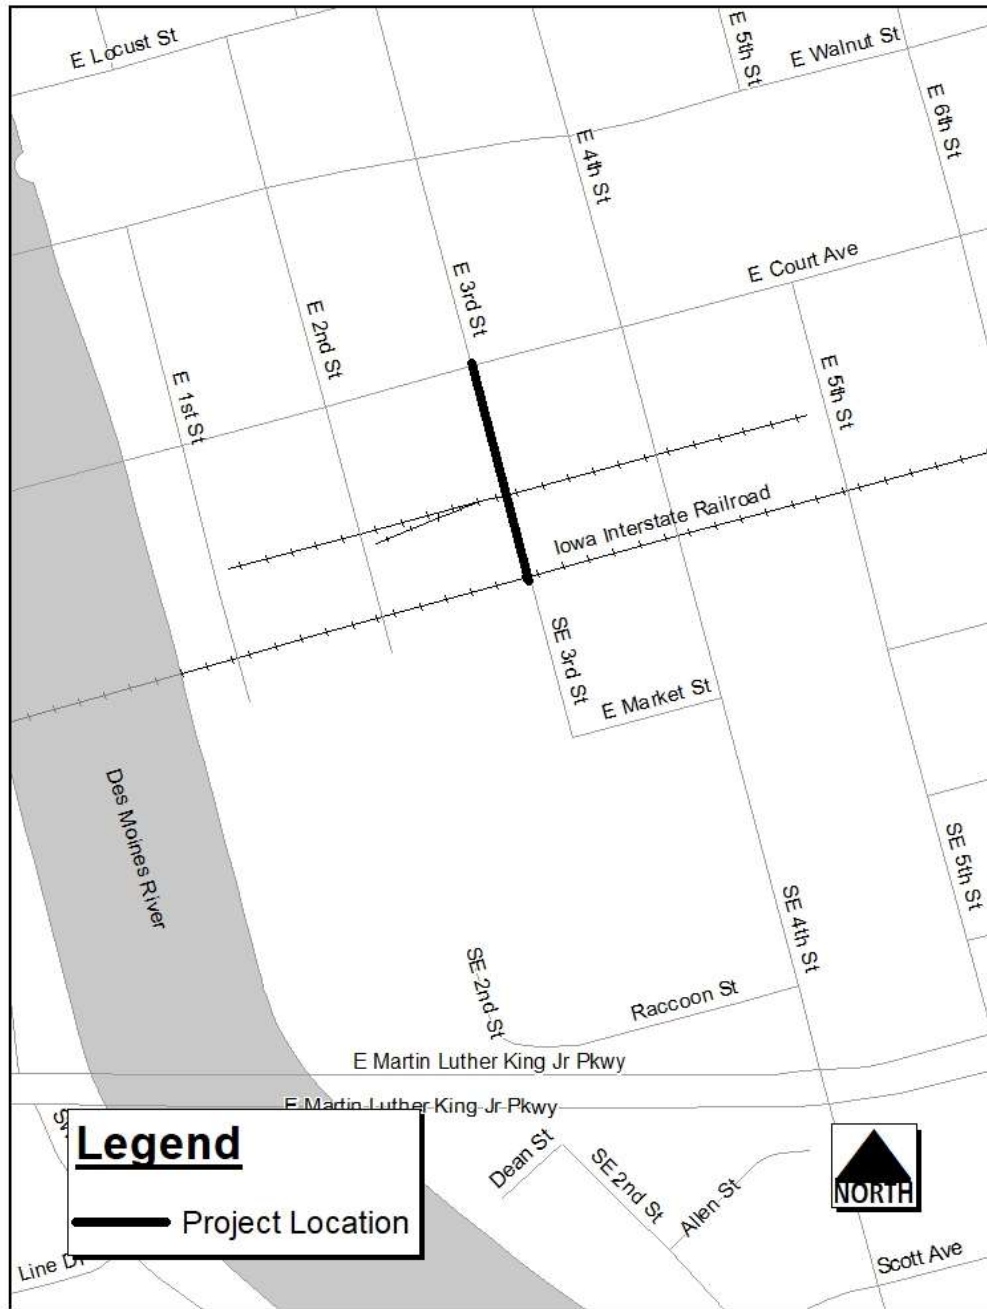 E Locust St
E 5th St
E Walnut St
E 6th St
E 4th St
E 3rd St
E Court Ave
E 2nd St
E 1st St
E 5th St
Iowa Interstate Railroad
SE 3rd St
E Market St
Des Moines River
SE 5th St
SE 4th St
SE 2nd St
Raccoon St
E Martin Luther King Jr Pkwy
E Martin Luther King Jr Pkwy
Legend
Project Location
Dean St
SE 2nd St
Allen St
NORTH
Scott Ave
Line